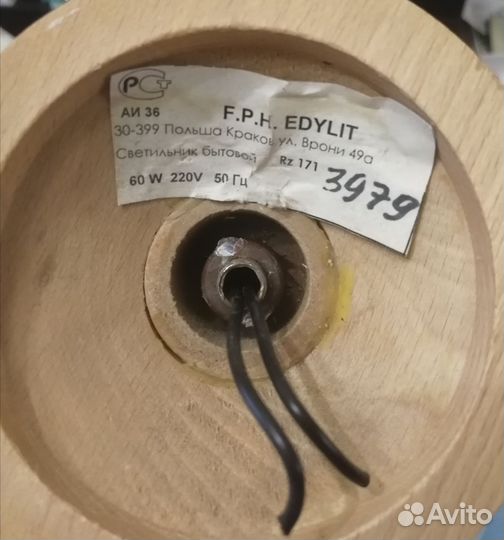 РСТ
АИ 36
F.P.H. EDYLIT
30-399 Польша Краков, ул. Врони 49а
Светильник бытовой Rz 171
60 W 220V 50 Гц
3979
Avito